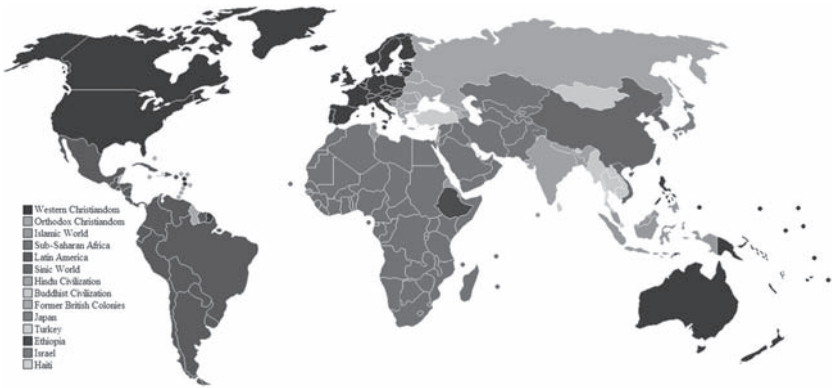 Western Christiandom
Orthodox Christiandom
Islamic World
Sub-Saharan Africa
Latin America
Sinic World
Hindu Civilization
Buddhist Civilization
Former British Colonies
Japan
Turkey
Ethiopia
Israel
Haiti